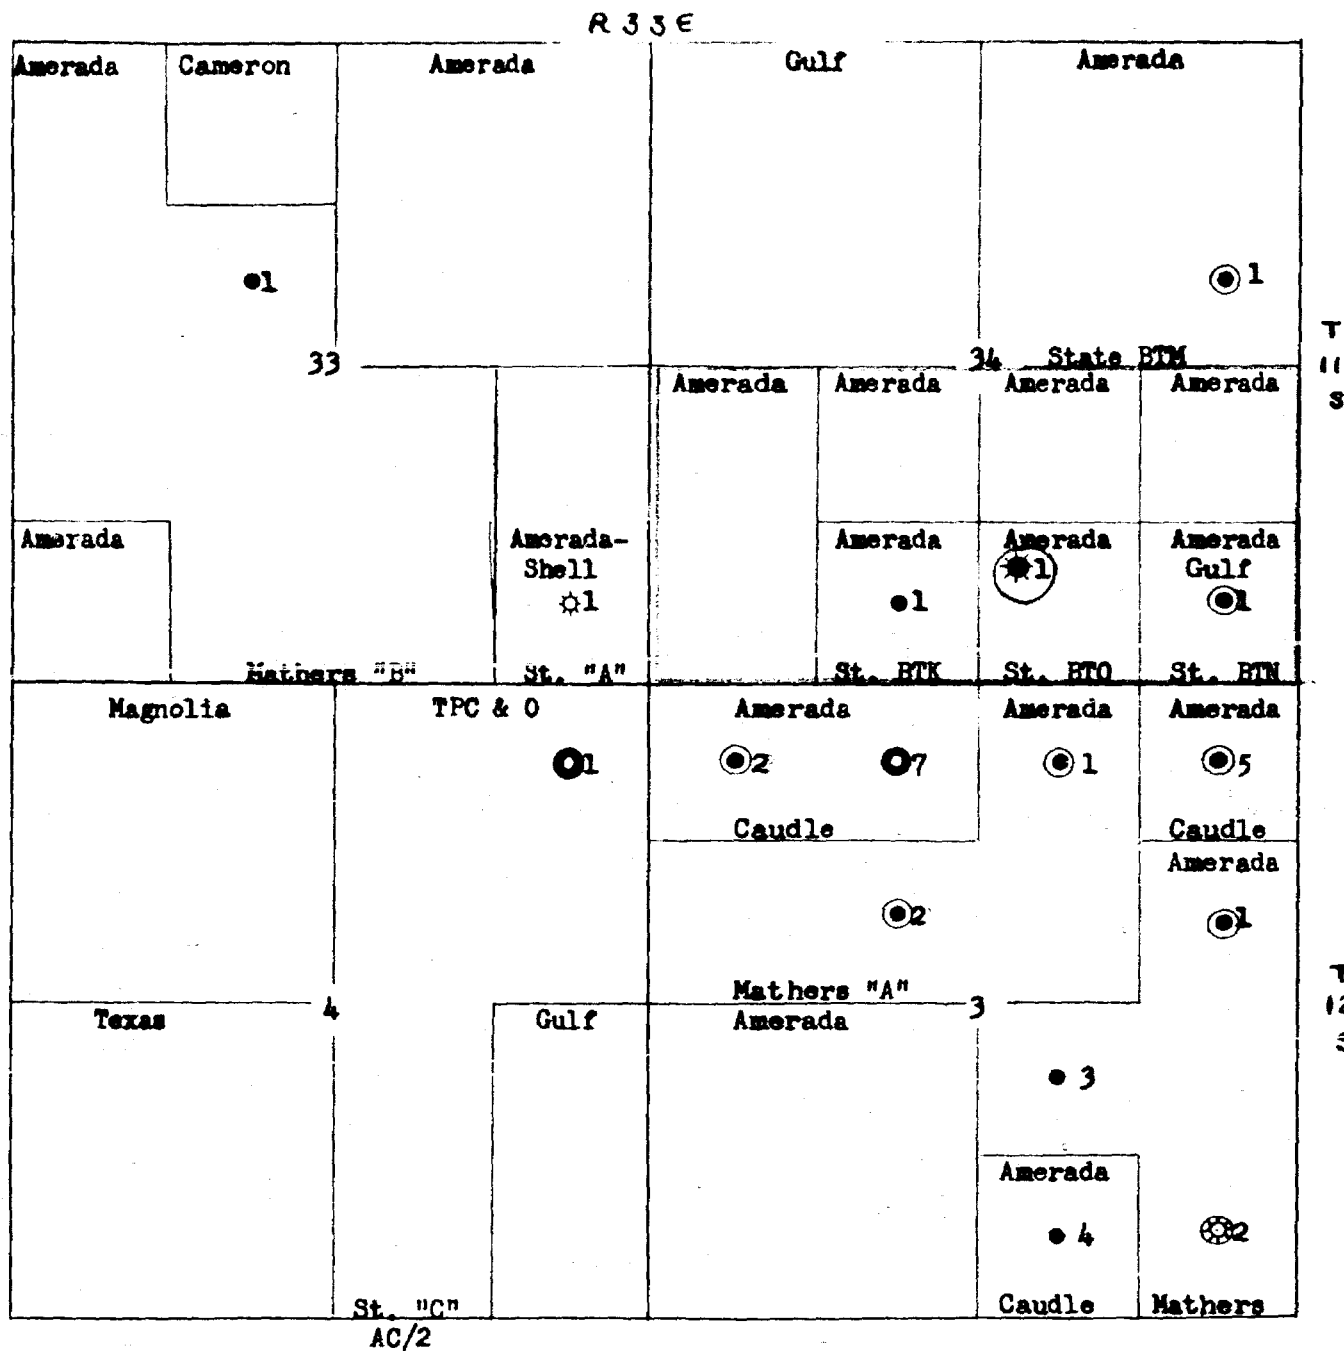 R 33 E
Amerada Cameron Amerada Gulf Amerada
1 1
T
11
S
33 34 State BTM
Amerada Amerada Amerada Amerada
Amerada Amerada- Amerada Amerada Amerada
Shell 1 Gulf
1 1 1
Mathers "B" St. "A" St. BTK St. BTO St. BTN
Magnolia TPC & O Amerada Amerada Amerada
1 2 7 1 5
Caudle Caudle
Amerada
2 1
T
12
S
Mathers "A"
4 3
Texas Gulf Amerada
3
Amerada
4 2
St. "C" Caudle Mathers
AC/2